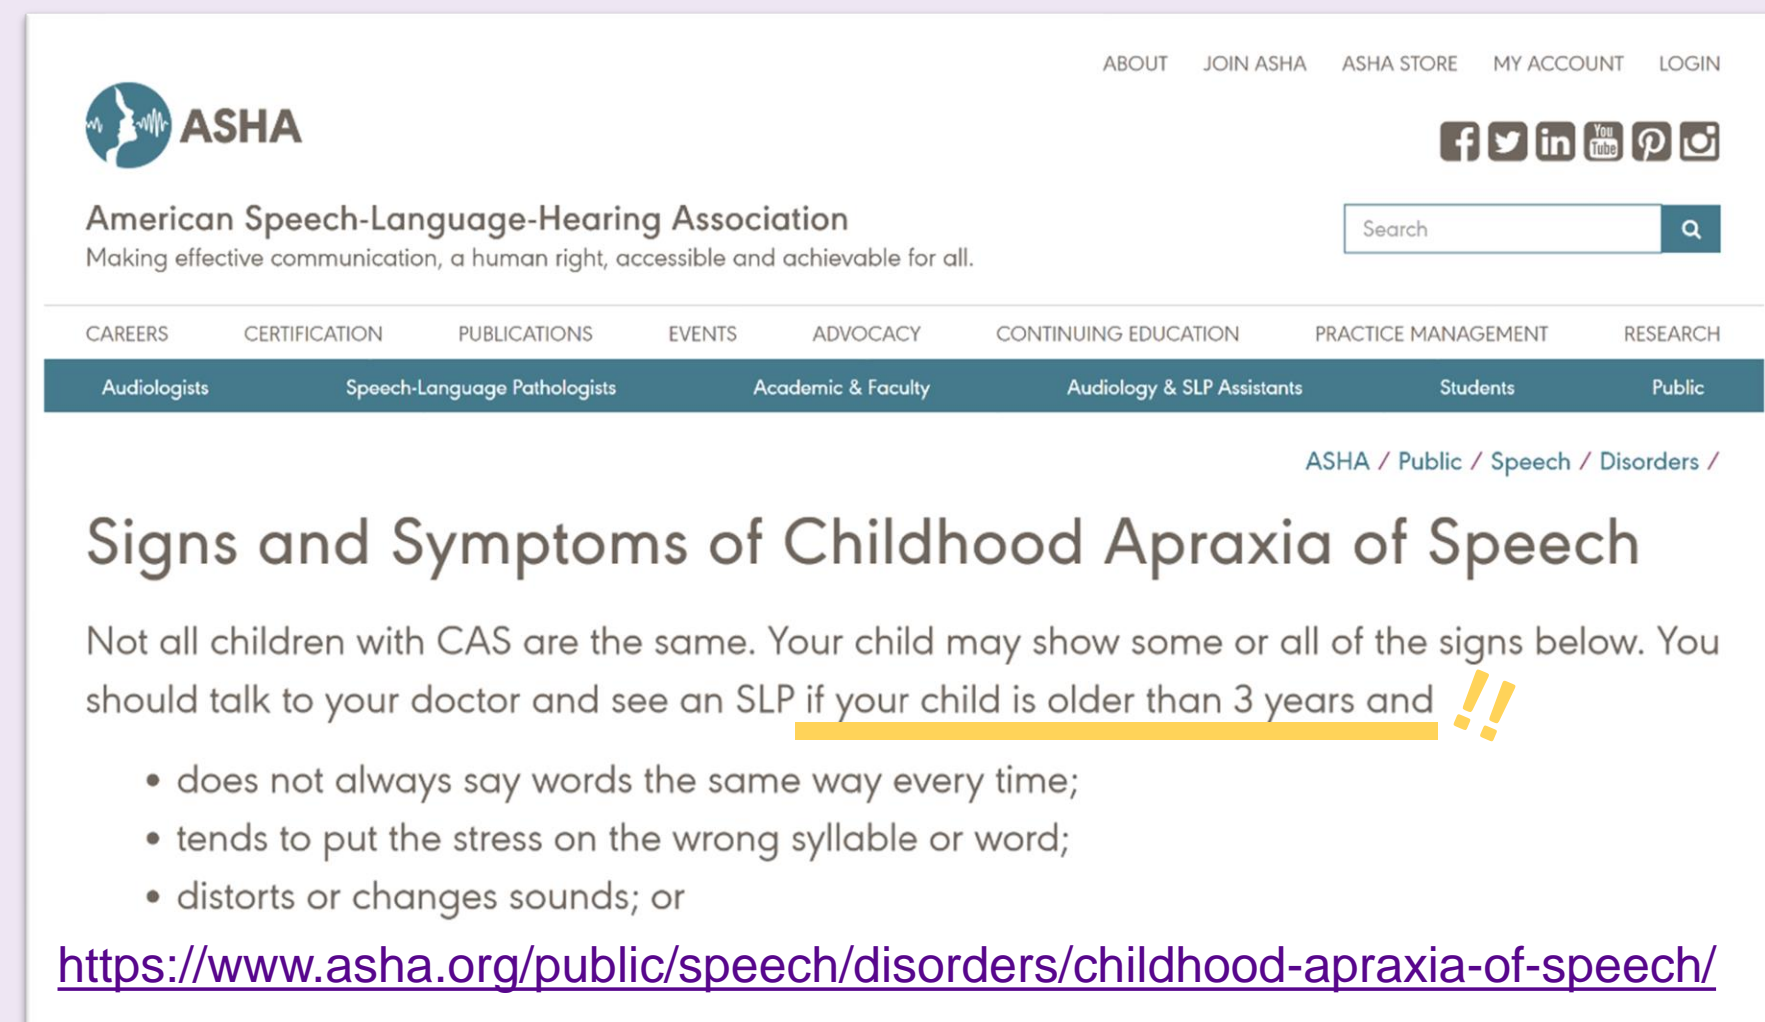 ABOUT JOIN ASHA ASHA STORE MY ACCOUNT LOGIN
ASHA
You Tube
American Speech-Language-Hearing Association
Making effective communication, a human right, accessible and achievable for all.
Search
CAREERS CERTIFICATION PUBLICATIONS EVENTS ADVOCACY CONTINUING EDUCATION PRACTICE MANAGEMENT RESEARCH
Audiologists Speech-Language Pathologists Academic & Faculty Audiology & SLP Assistants Students Public
ASHA / Public / Speech / Disorders /
Signs and Symptoms of Childhood Apraxia of Speech
Not all children with CAS are the same. Your child may show some or all of the signs below. You
should talk to your doctor and see an SLP if your child is older than 3 years and !!
• does not always say words the same way every time;
• tends to put the stress on the wrong syllable or word;
• distorts or changes sounds; or
https://www.asha.org/public/speech/disorders/childhood-apraxia-of-speech/